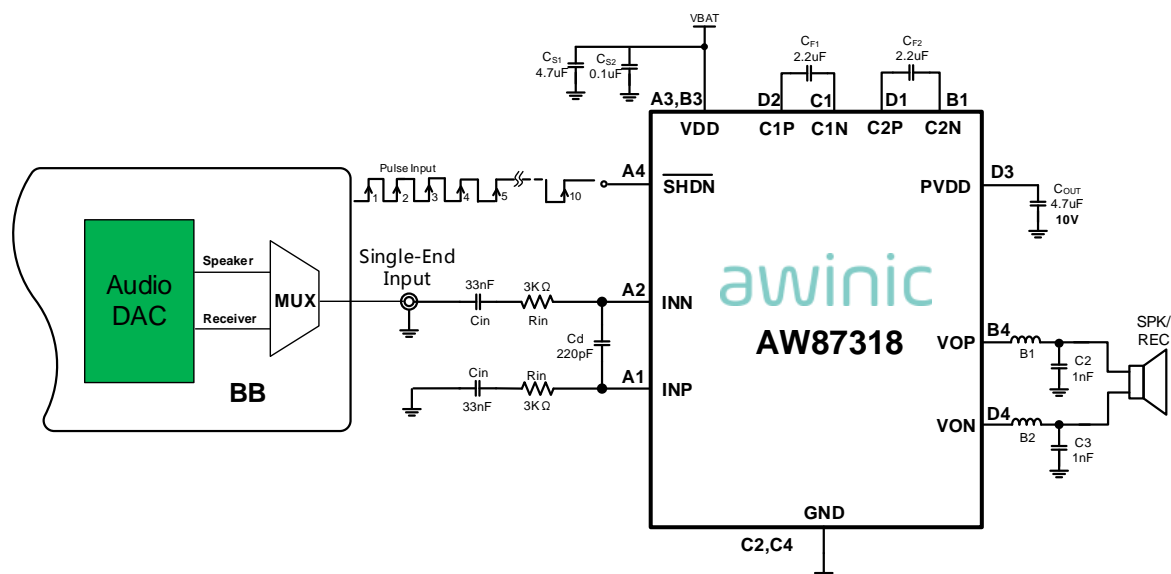 VBAT
CS1
4.7uF
CS2
0.1uF
CF1
2.2uF
CF2
2.2uF
A3,B3
D2
C1
D1
B1
VDD
C1P
C1N
C2P
C2N
Pulse Input
1
2
3
4
5
10
A4
SHDN
D3
PVDD
COUT
4.7uF
10V
Audio
DAC
Speaker
Receiver
MUX
BB
Single-End
Input
33nF
Cin
3KΩ
Rin
A2
INN
Cd
220pF
Cin
33nF
Rin
3KΩ
A1
INP
awinic
AW87318
VOP
B4
B1
C2
1nF
SPK/
REC
VON
D4
B2
C3
1nF
GND
C2,C4